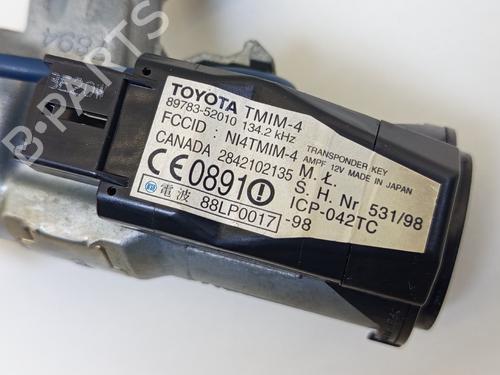 TOYOTA TMIM-4
89783-52010 134.2 kHz
FCCID : NI4TMIM-4
TRANSPONDER KEY
AMPF 12V MADE IN JAPAN
CANADA 2842102135
M. Ł.
S. H. Nr 531/98
CE0891
ICP-042TC
電波 88LP0017 -98